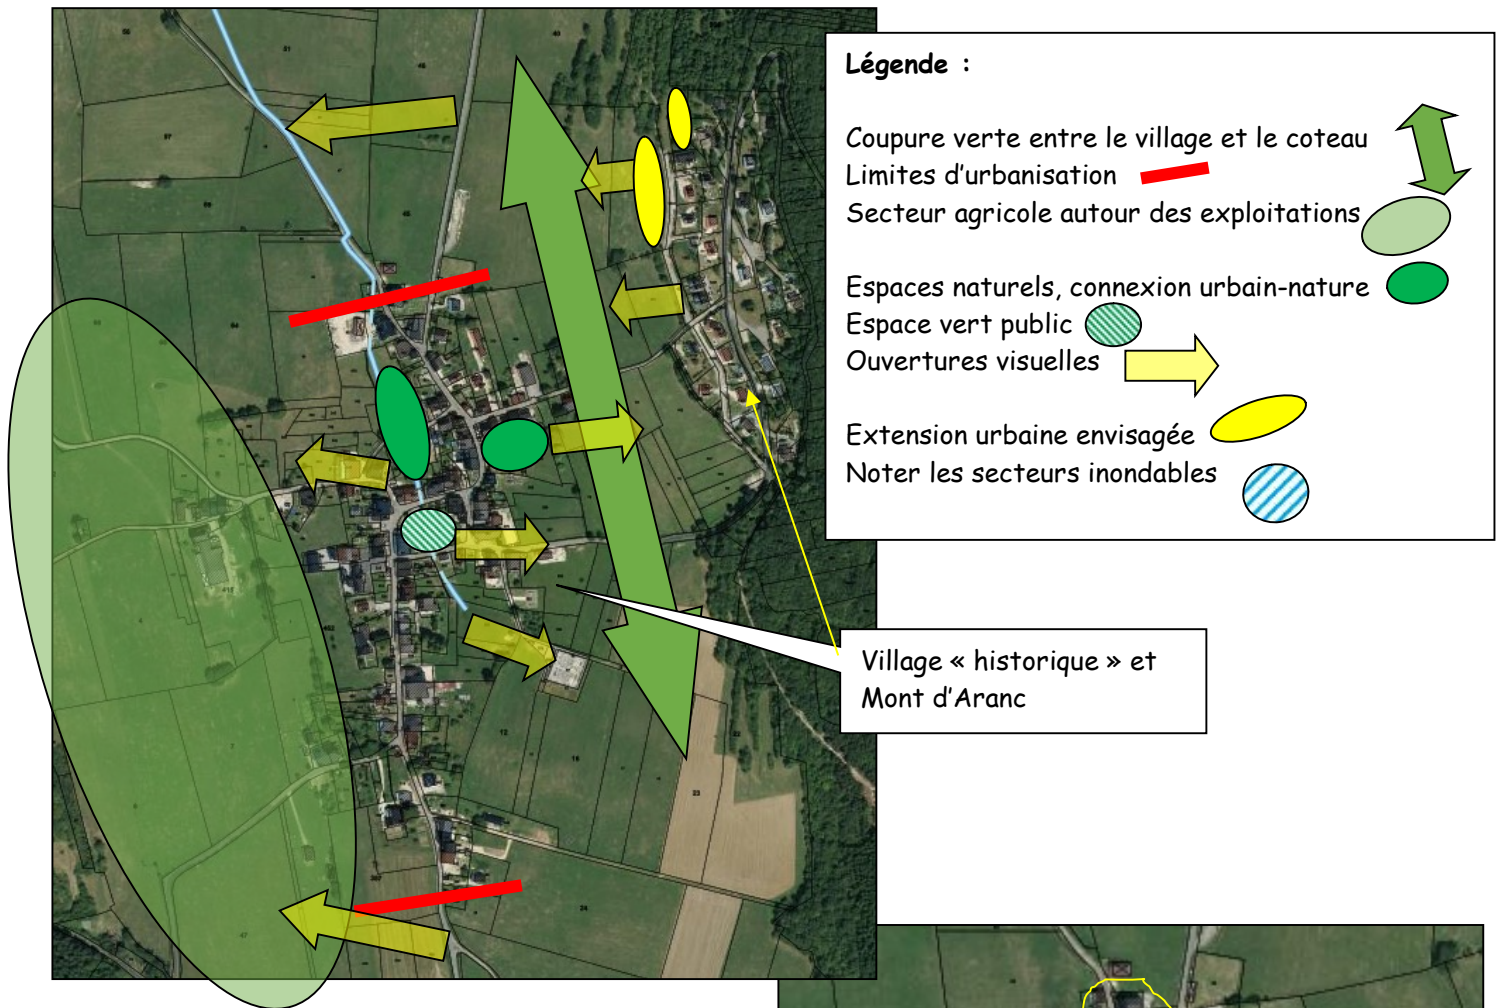 Légende :
Coupure verte entre le village et le coteau
Limites d'urbanisation
Secteur agricole autour des exploitations
Espaces naturels, connexion urbain-nature
Espace vert public
Ouvertures visuelles
Extension urbaine envisagée
Noter les secteurs inondables
Village « historique » et
Mont d'Aranc